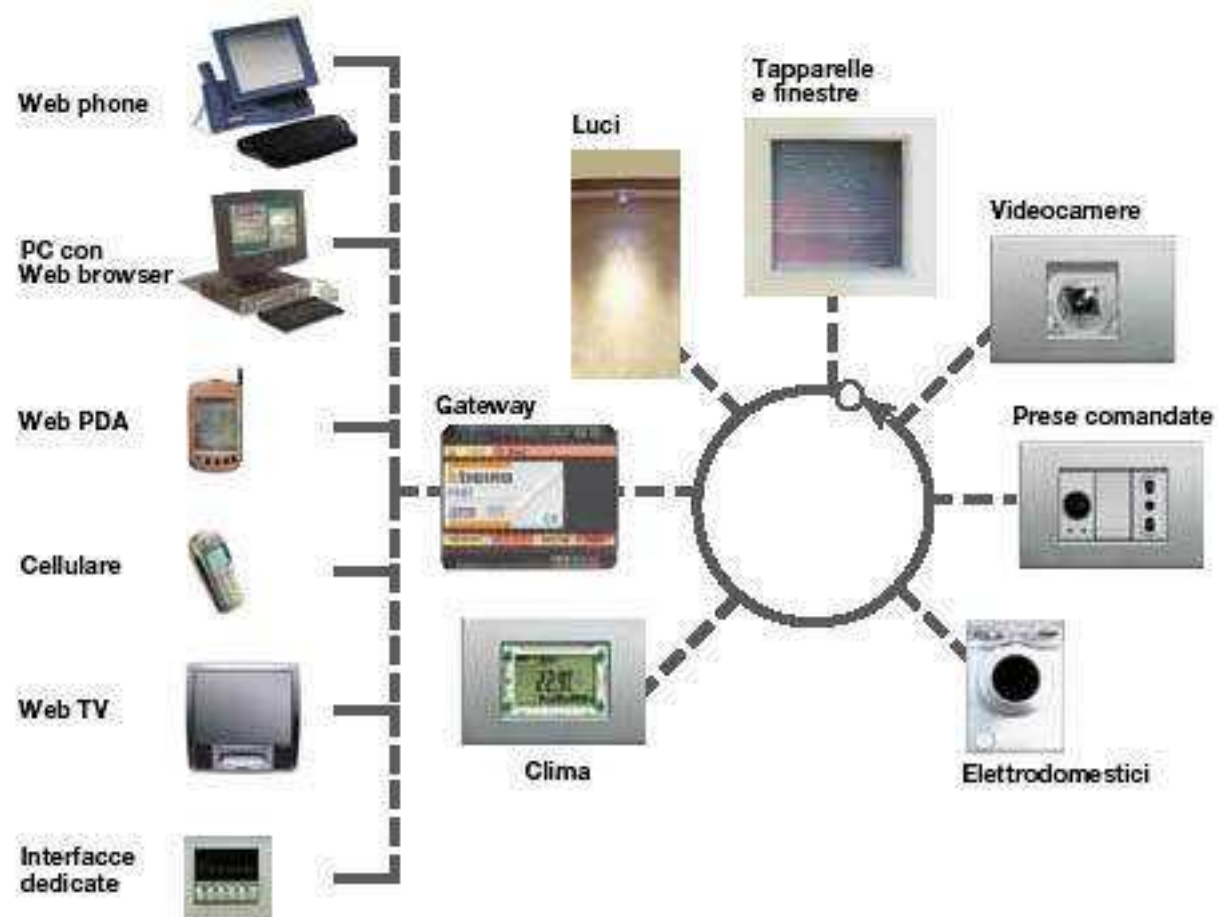 Web phone
PC con
Web browser
Web PDA
Cellulare
Web TV
Interfacce
dedicate
Gateway
bticino
Luci
Tapparelle
e finestre
Videocamere
Prese comandate
Elettrodomestici
Clima